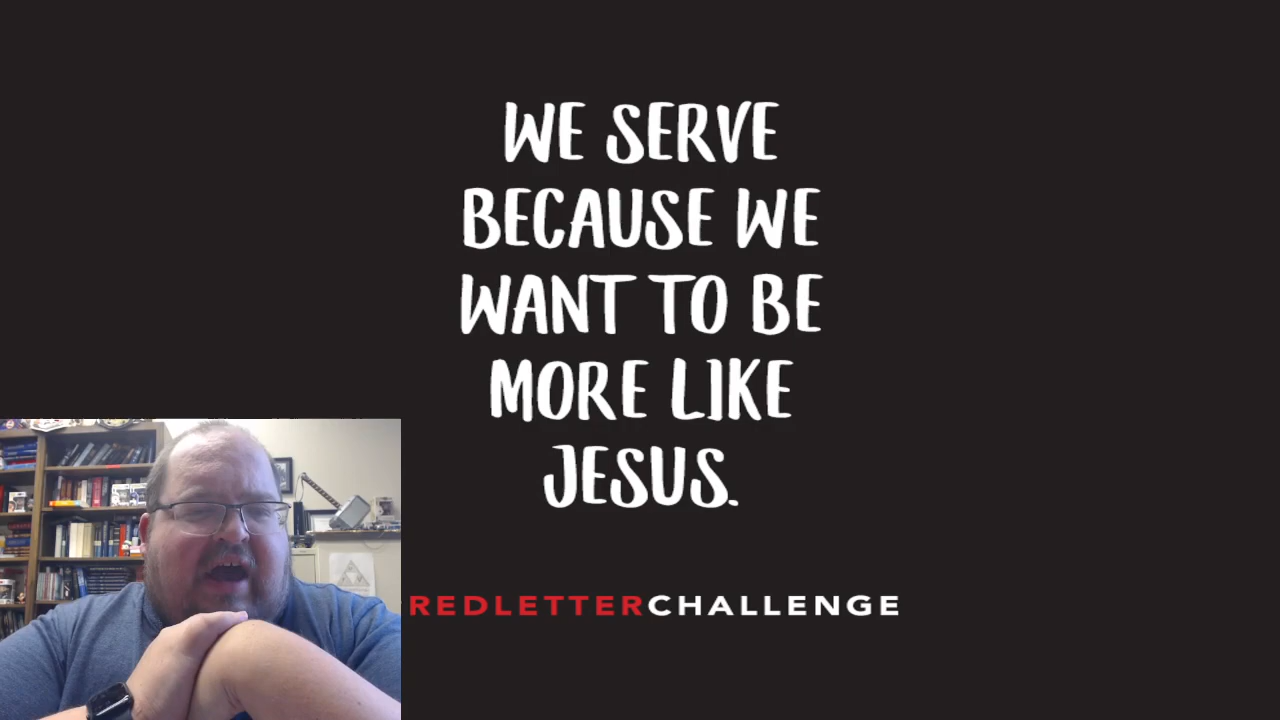 WE SERVE
BECAUSE WE
WANT TO BE
MORE LIKE
JESUS.
REDLETTERCHALLENGE